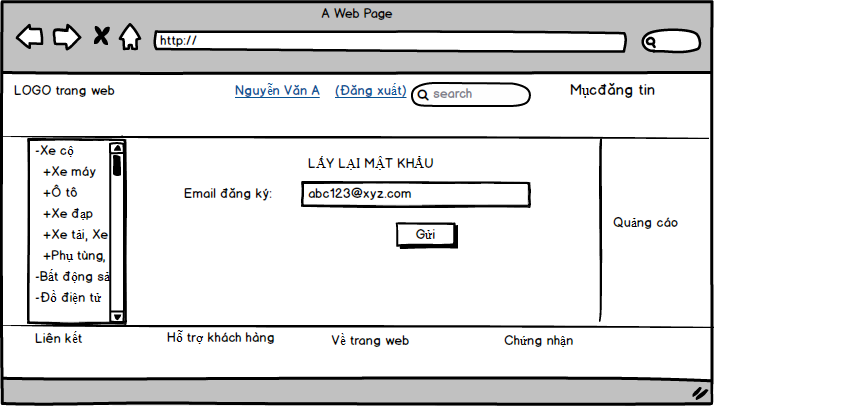 A Web Page
http://
LOGO trang web
Nguyễn Văn A
(Đăng xuất)
search
Mụcđăng tin
-Xe cộ
+Xe máy
+Ô tô
+Xe đạp
+Xe tải, Xe
+Phụ tùng,
-Bất động sả
-Đồ điện tử
LẤY LẠI MẬT KHẨU
Email đăng ký:
abc123@xyz.com
Gửi
Quảng cáo
Liên kết
Hỗ trợ khách hàng
Về trang web
Chứng nhận